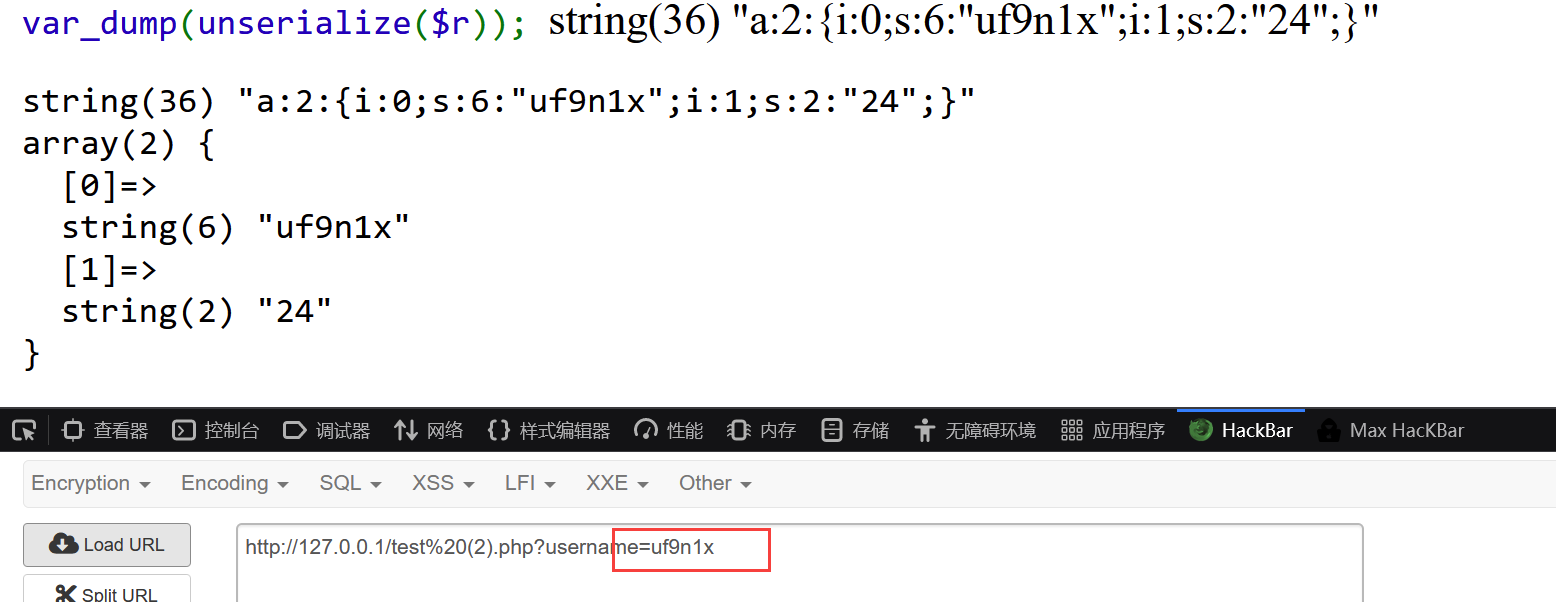 var_dump(unserialize($r)); string(36) "a:2:{i:0;s:6:"uf9n1x";i:1;s:2:"24";}"
string(36) "a:2:{i:0;s:6:"uf9n1x";i:1;s:2:"24";}"
array(2) {
  [0]=>
  string(6) "uf9n1x"
  [1]=>
  string(2) "24"
}
查看器 控制台 调试器 网络 样式编辑器 性能 内存 存储 无障碍环境 应用程序 HackBar Max HacKBar
Encryption Encoding SQL XSS LFI XXE Other
Load URL http://127.0.0.1/test%20(2).php?username=uf9n1x
Split URL